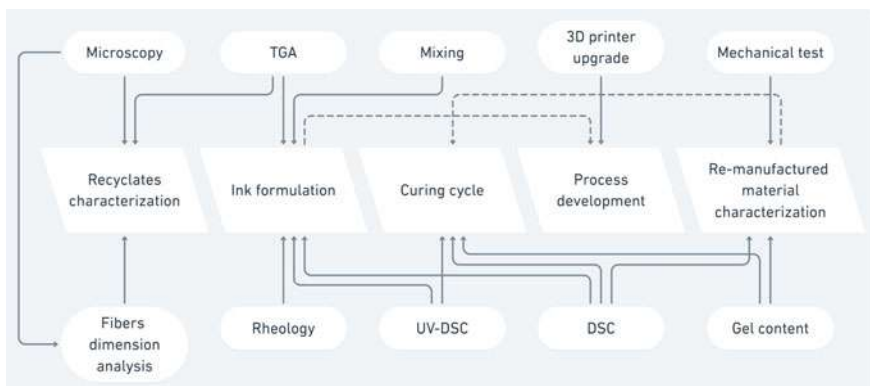 Microscopy
TGA
Mixing
3D printer
upgrade
Mechanical test
Recyclates
characterization
Ink formulation
Curing cycle
Process
development
Re-manufactured
material
characterization
Fibers
dimension
analysis
Rheology
UV-DSC
DSC
Gel content